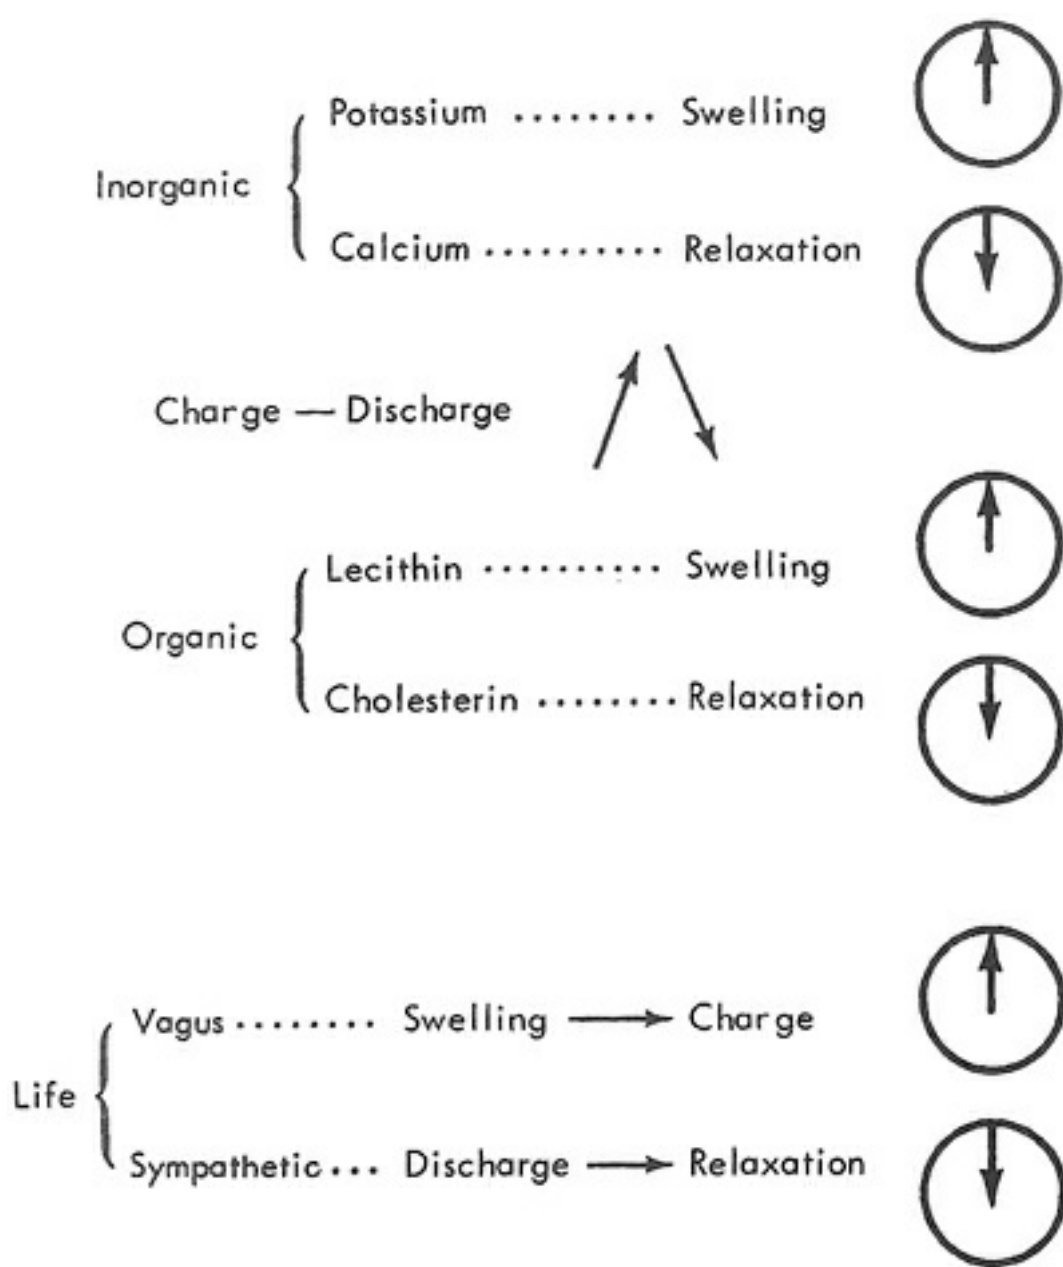 Potassium ........ Swelling
Inorganic
Calcium .......... Relaxation
Charge — Discharge
Lecithin .......... Swelling
Organic
Cholesterin ........ Relaxation
Vagus ........ Swelling → Charge
Life
Sympathetic ... Discharge → Relaxation